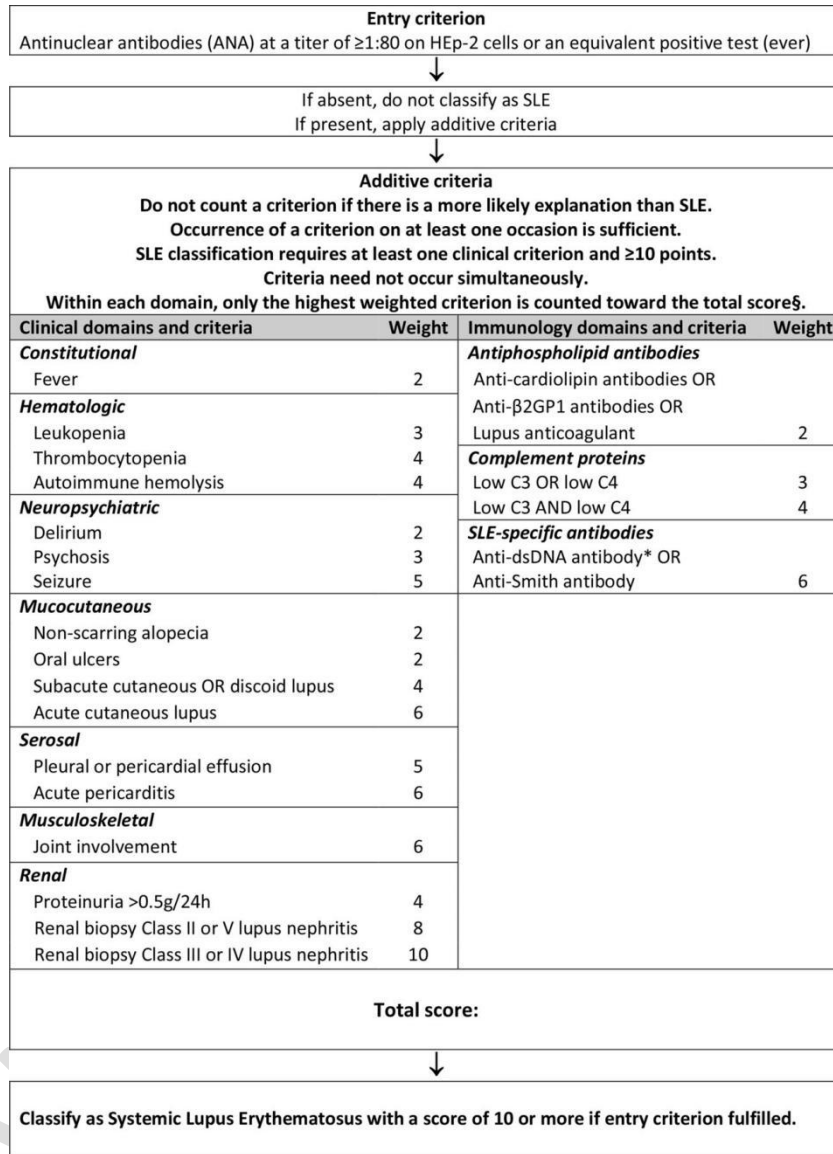 Entry criterion
Antinuclear antibodies (ANA) at a titer of ≥1:80 on HEp-2 cells or an equivalent positive test (ever)
If absent, do not classify as SLE
If present, apply additive criteria
Additive criteria
Do not count a criterion if there is a more likely explanation than SLE.
Occurrence of a criterion on at least one occasion is sufficient.
SLE classification requires at least one clinical criterion and ≥10 points.
Criteria need not occur simultaneously.
Within each domain, only the highest weighted criterion is counted toward the total score§.
Clinical domains and criteria Weight Immunology domains and criteria Weight
Constitutional Antiphospholipid antibodies
Fever 2 Anti-cardiolipin antibodies OR
Hematologic Anti-β2GP1 antibodies OR
Leukopenia 3 Lupus anticoagulant 2
Thrombocytopenia 4 Complement proteins
Autoimmune hemolysis 4 Low C3 OR low C4 3
Neuropsychiatric Low C3 AND low C4 4
Delirium 2 SLE-specific antibodies
Psychosis 3 Anti-dsDNA antibody* OR
Seizure 5 Anti-Smith antibody 6
Mucocutaneous
Non-scarring alopecia 2
Oral ulcers 2
Subacute cutaneous OR discoid lupus 4
Acute cutaneous lupus 6
Serosal
Pleural or pericardial effusion 5
Acute pericarditis 6
Musculoskeletal
Joint involvement 6
Renal
Proteinuria >0.5g/24h 4
Renal biopsy Class II or V lupus nephritis 8
Renal biopsy Class III or IV lupus nephritis 10
Total score:
Classify as Systemic Lupus Erythematosus with a score of 10 or more if entry criterion fulfilled.